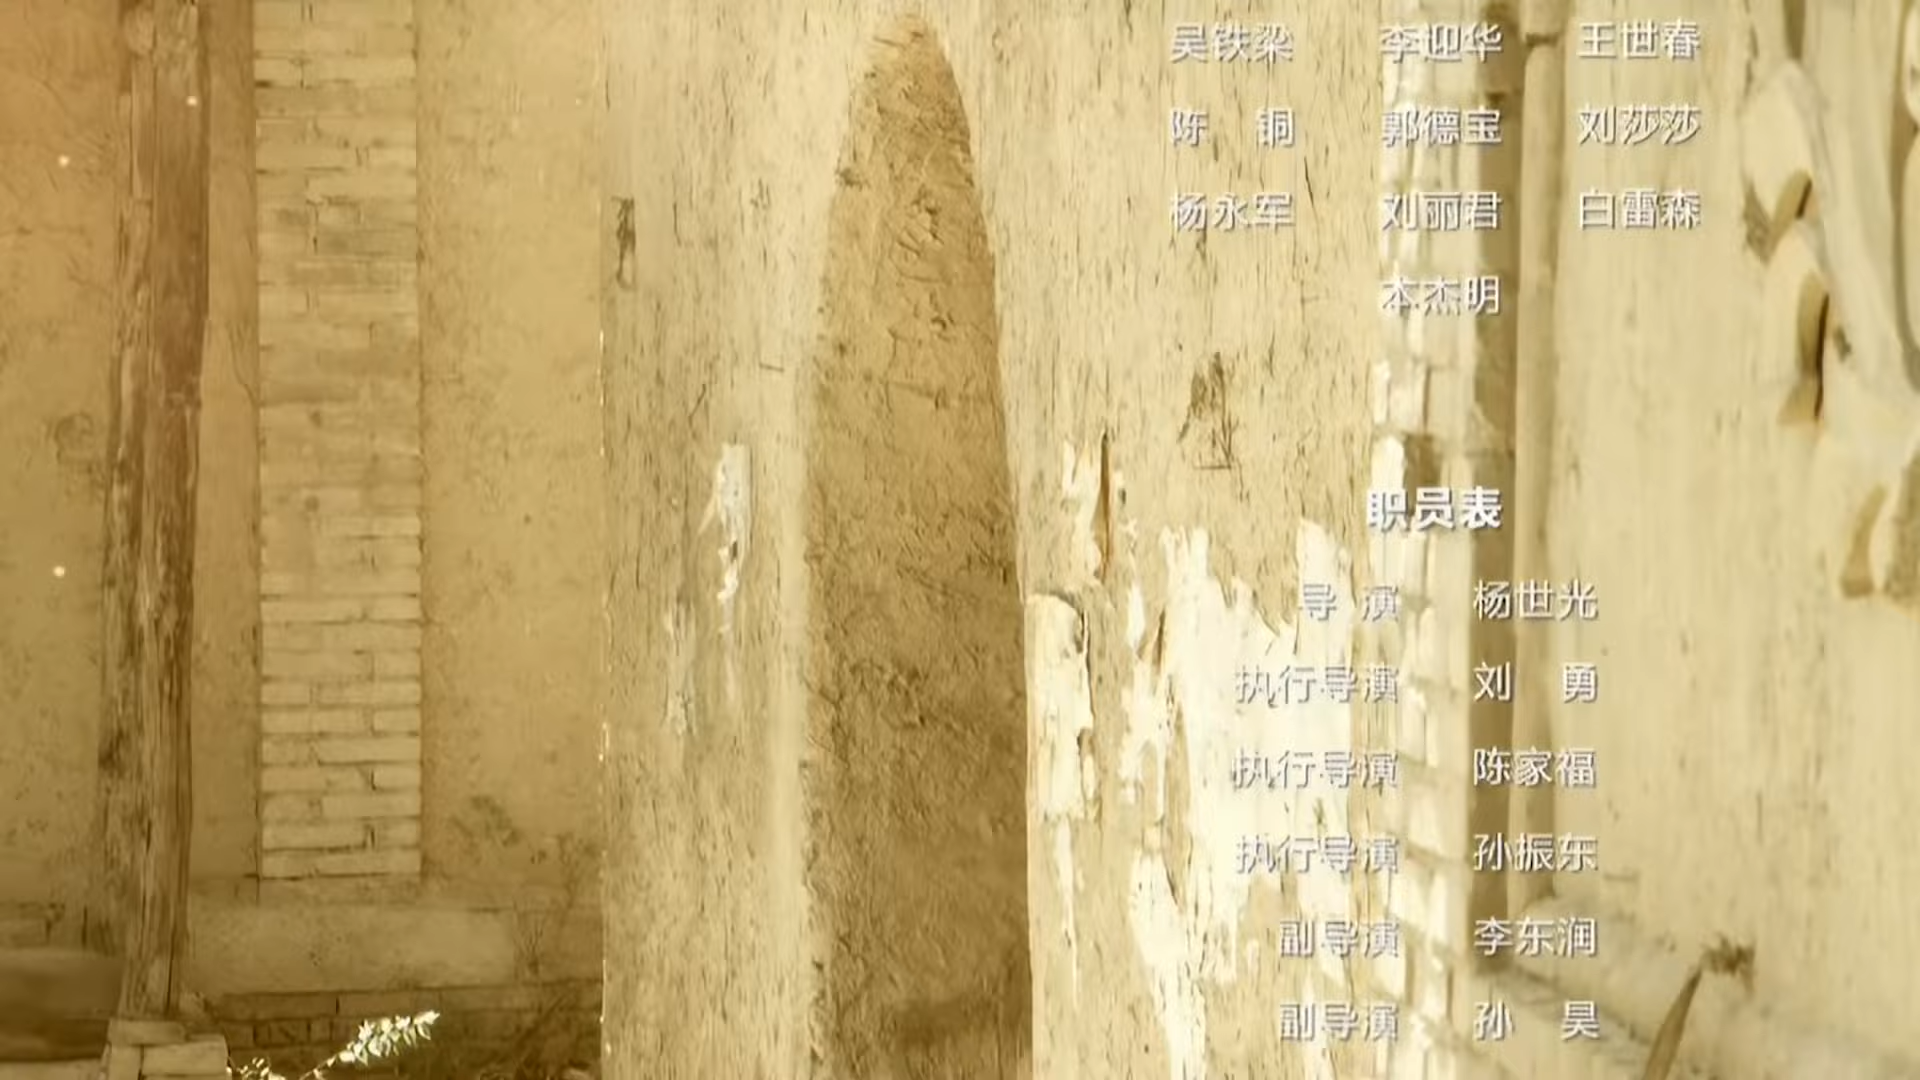 吴铁梁 李迎华 王世春
陈 铜 郭德宝 刘莎莎
杨永军 刘丽君 白雷森
本杰明
职员表
导 演 杨世光
执行导演 刘 勇
执行导演 陈家福
执行导演 孙振东
副导演 李东润
副导演 孙 昊